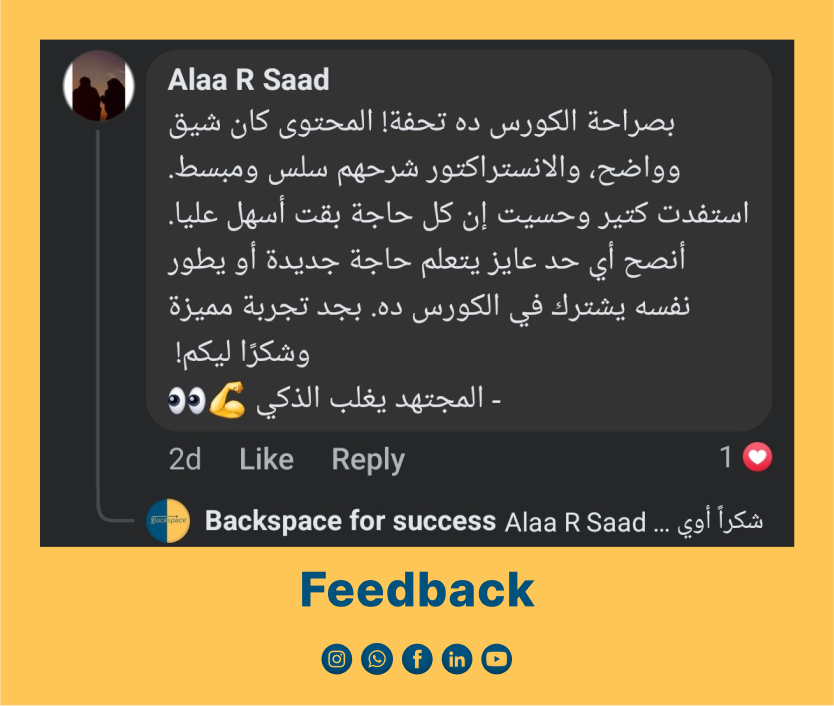 Alaa R Saad
بصراحة الكورس ده تحفة! المحتوى كان شيق
وواضح، والانستراكتور شرحهم سلس ومبسط.
استفدت كتير وحسيت إن كل حاجة بقت أسهل عليا.
أنصح أي حد عايز يتعلم حاجة جديدة أو يطور
نفسه يشترك في الكورس ده. بجد تجربة مميزة
وشكرًا ليكم!
- المجتهد يغلب الذكي 💪👀
2d Like Reply 1
Backspace
Backspace for success Alaa R Saad ... شكراً أوي
Feedback